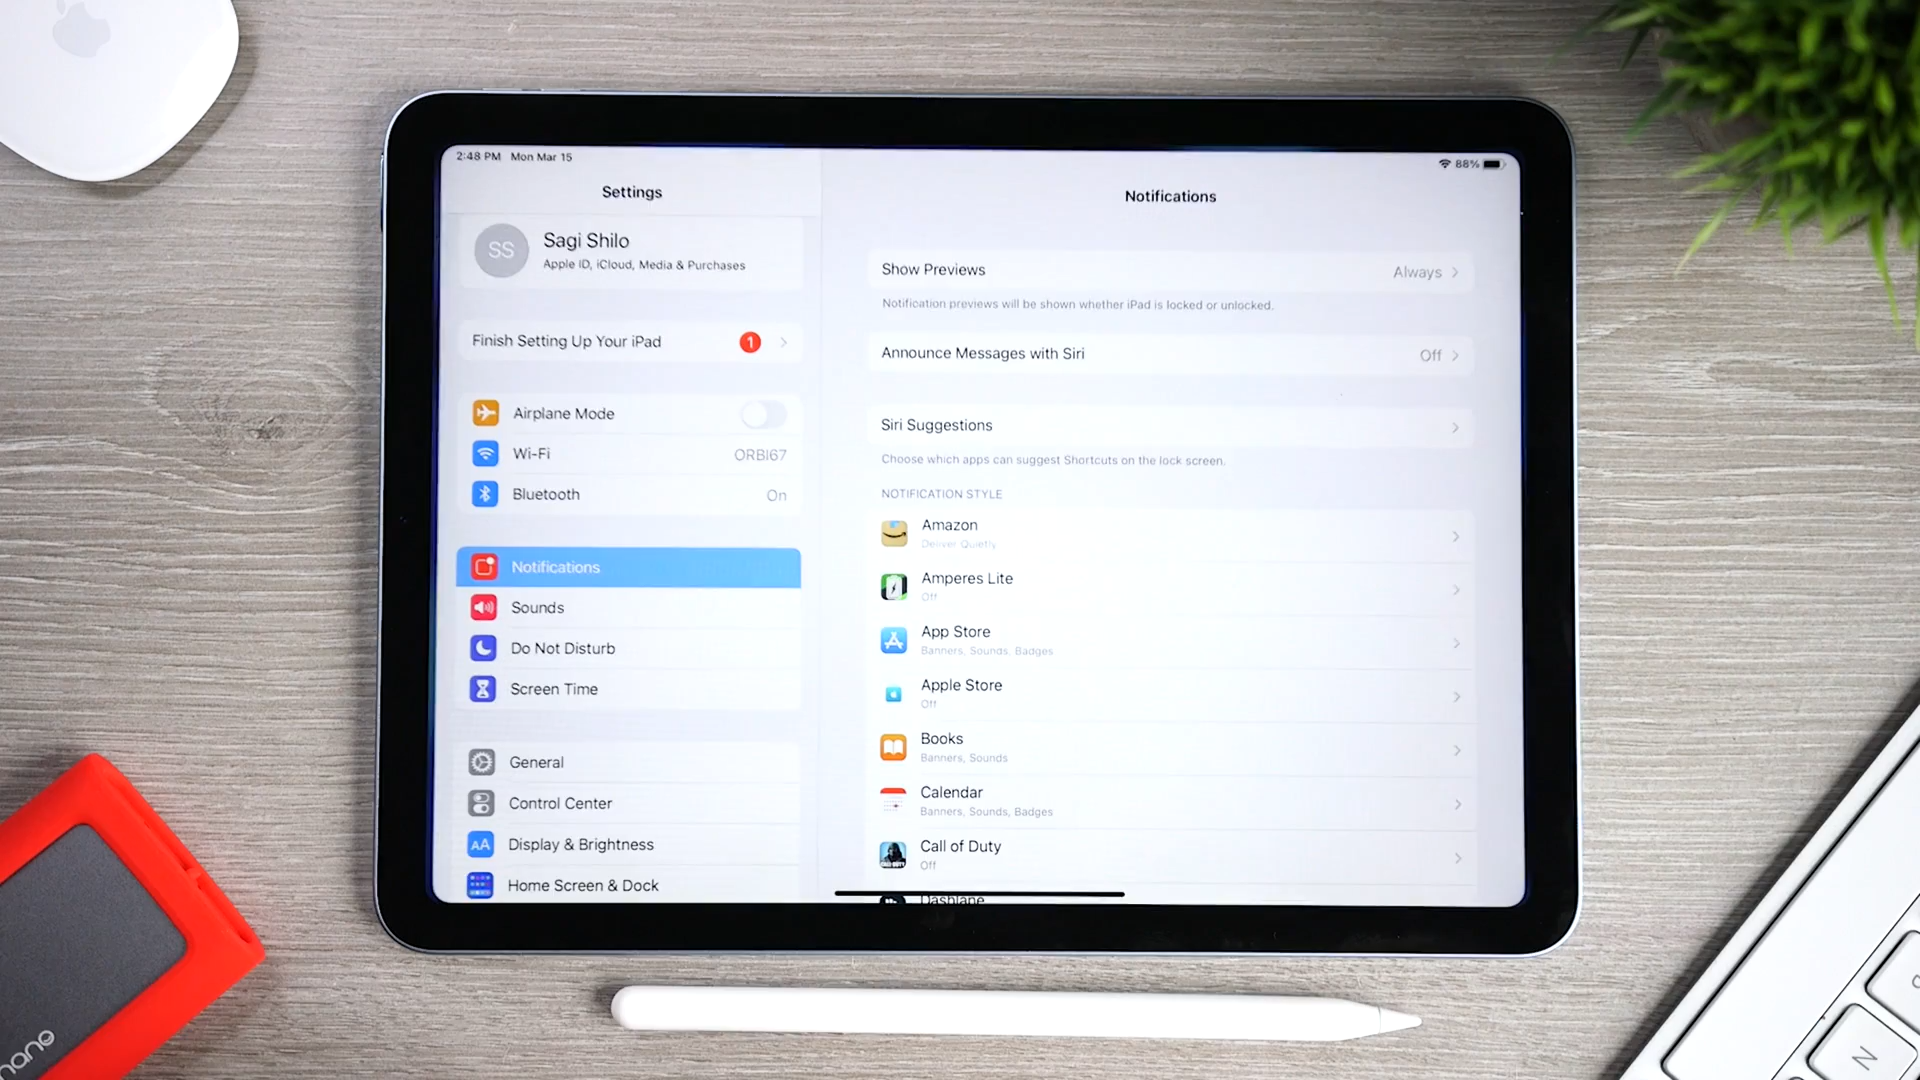 2:48 PM Mon Mar 15
88%
Settings
SS
Sagi Shilo
Apple ID, iCloud, Media & Purchases
Finish Setting Up Your iPad 1
Airplane Mode
Wi-Fi ORBI67
Bluetooth On
Notifications
Sounds
Do Not Disturb
Screen Time
General
Control Center
AA Display & Brightness
Home Screen & Dock
Notifications
Show Previews Always
Notification previews will be shown whether iPad is locked or unlocked.
Announce Messages with Siri Off
Siri Suggestions
Choose which apps can suggest Shortcuts on the lock screen.
NOTIFICATION STYLE
Amazon
Deliver Quietly
Amperes Lite
Off
App Store
Banners, Sounds, Badges
Apple Store
Off
Books
Banners, Sounds
Calendar
Banners, Sounds, Badges
Call of Duty
Off
Dashlane
nano
N